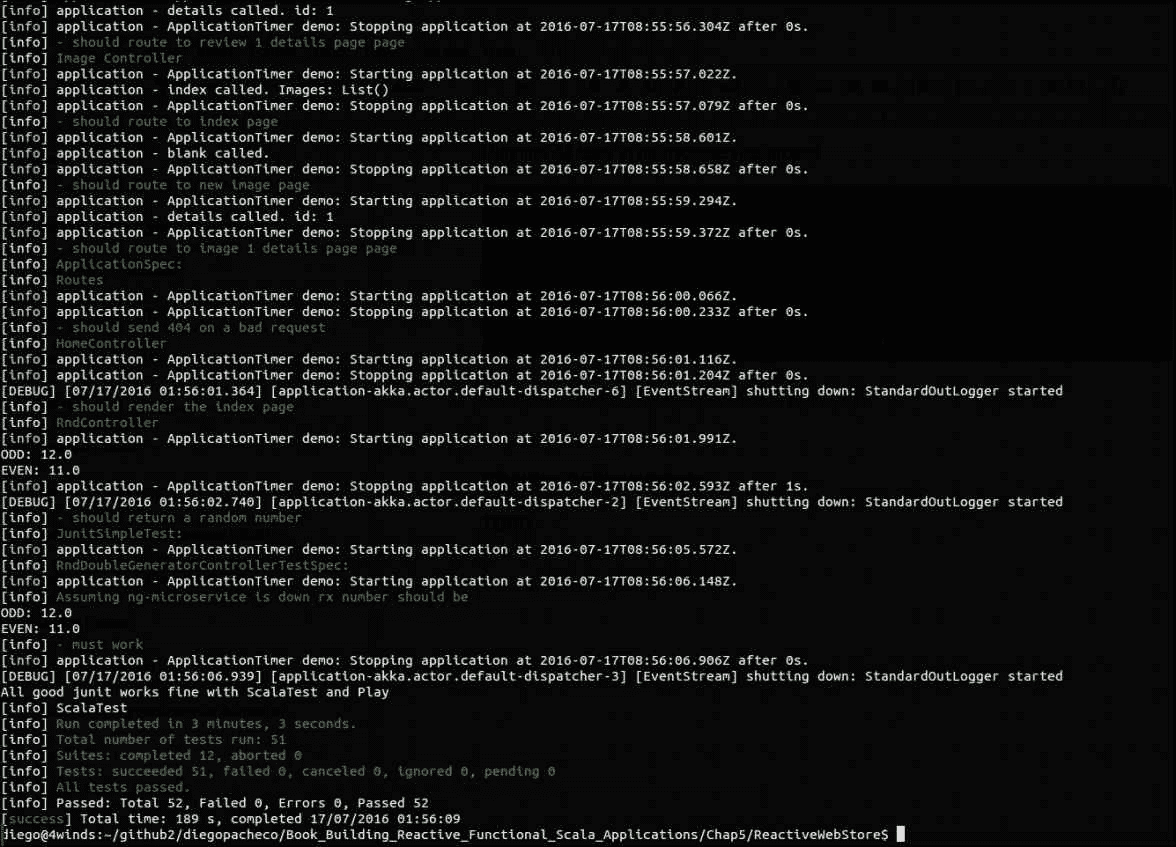 [info] application - details called. id: 1
[info] application - ApplicationTimer demo: Stopping application at 2016-07-17T08:55:56.304Z after 0s.
[info] - should route to review 1 details page page
[info] Image Controller
[info] application - ApplicationTimer demo: Starting application at 2016-07-17T08:55:57.022Z.
[info] application - index called. Images: List()
[info] application - ApplicationTimer demo: Stopping application at 2016-07-17T08:55:57.079Z after 0s.
[info] - should route to index page
[info] application - ApplicationTimer demo: Starting application at 2016-07-17T08:55:58.601Z.
[info] application - blank called.
[info] application - ApplicationTimer demo: Stopping application at 2016-07-17T08:55:58.658Z after 0s.
[info] - should route to new image page
[info] application - ApplicationTimer demo: Starting application at 2016-07-17T08:55:59.294Z.
[info] application - details called. id: 1
[info] application - ApplicationTimer demo: Stopping application at 2016-07-17T08:55:59.372Z after 0s.
[info] - should route to image 1 details page page
[info] ApplicationSpec:
[info] Routes
[info] application - ApplicationTimer demo: Starting application at 2016-07-17T08:56:00.066Z.
[info] application - ApplicationTimer demo: Stopping application at 2016-07-17T08:56:00.233Z after 0s.
[info] - should send 404 on a bad request
[info] HomeController
[info] application - ApplicationTimer demo: Starting application at 2016-07-17T08:56:01.116Z.
[info] application - ApplicationTimer demo: Stopping application at 2016-07-17T08:56:01.204Z after 0s.
[DEBUG] [07/17/2016 01:56:01.364] [application-akka.actor.default-dispatcher-6] [EventStream] shutting down: StandardOutLogger started
[info] - should render the index page
[info] RndController
[info] application - ApplicationTimer demo: Starting application at 2016-07-17T08:56:01.991Z.
ODD: 12.0
EVEN: 11.0
[info] application - ApplicationTimer demo: Stopping application at 2016-07-17T08:56:02.593Z after 1s.
[DEBUG] [07/17/2016 01:56:02.740] [application-akka.actor.default-dispatcher-2] [EventStream] shutting down: StandardOutLogger started
[info] - should return a random number
[info] JunitSimpleTest:
[info] application - ApplicationTimer demo: Starting application at 2016-07-17T08:56:05.572Z.
[info] RndDoubleGeneratorControllerTestSpec:
[info] application - ApplicationTimer demo: Starting application at 2016-07-17T08:56:06.148Z.
[info] Assuming ng-microservice is down rx number should be
ODD: 12.0
EVEN: 11.0
[info] - must work
[info] application - ApplicationTimer demo: Stopping application at 2016-07-17T08:56:06.906Z after 0s.
[DEBUG] [07/17/2016 01:56:06.939] [application-akka.actor.default-dispatcher-3] [EventStream] shutting down: StandardOutLogger started
All good junit works fine with ScalaTest and Play
[info] ScalaTest
[info] Run completed in 3 minutes, 3 seconds.
[info] Total number of tests run: 51
[info] Suites: completed 12, aborted 0
[info] Tests: succeeded 51, failed 0, canceled 0, ignored 0, pending 0
[info] All tests passed.
[info] Passed: Total 52, Failed 0, Errors 0, Passed 52
[success] Total time: 189 s, completed 17/07/2016 01:56:09
diego@4winds:~/github2/diegopacheco/Book_Building_Reactive_Functional_Scala_Applications/Chap5/ReactiveWebStore$